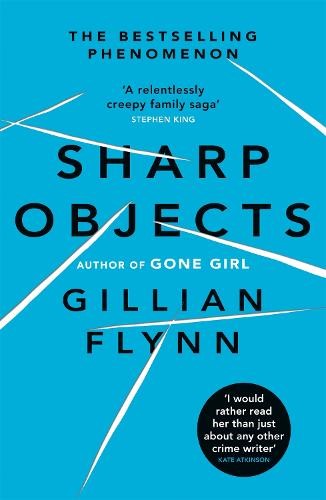 THE BESTSELLING
PHENOMENON
‘A relentlessly
creepy family saga’
STEPHEN KING
SHARP
OBJECTS
AUTHOR OF GONE GIRL
GILLIAN
FLYNN
‘I would
rather read
her than just
about any other
crime writer’
KATE ATKINSON